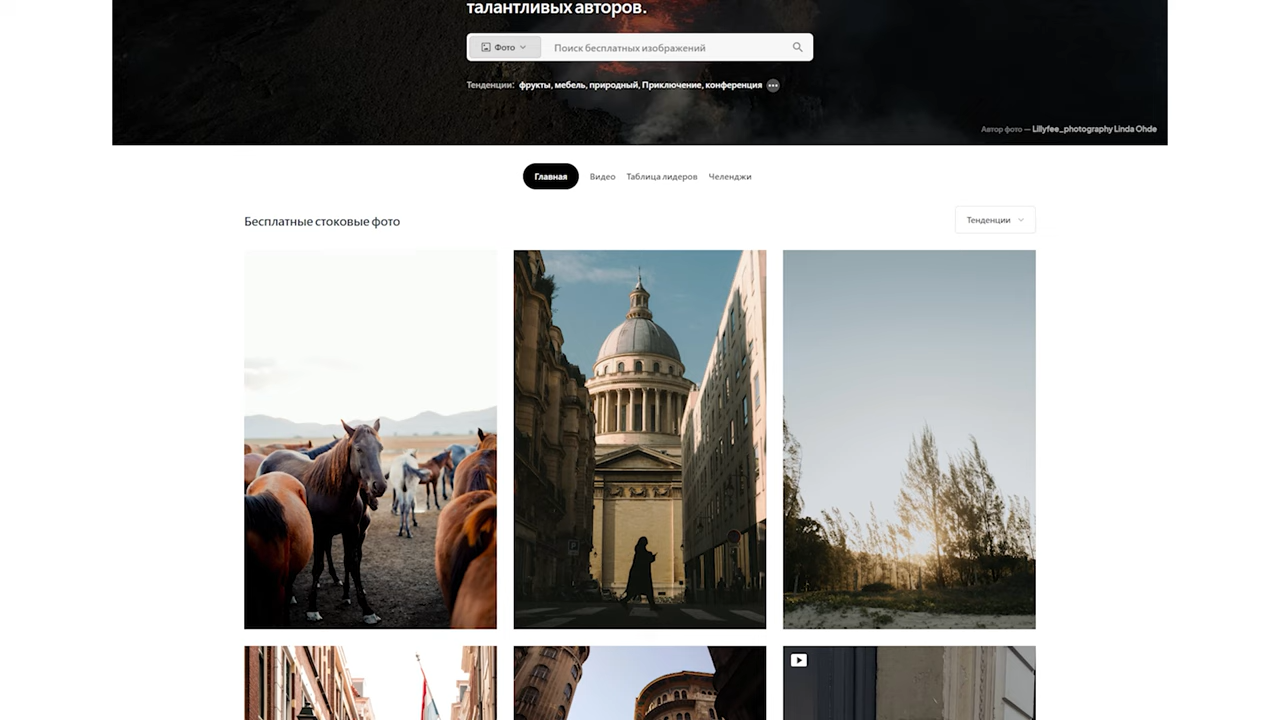 талантливых авторов.
Фото
Поиск бесплатных изображений
Тенденции: фрукты, мебель, природный, Приключение, конференция
Автор фото — Lillyfee_photography Linda Ohde
Главная Видео Таблица лидеров Челенджи
Бесплатные стоковые фото
Тенденции